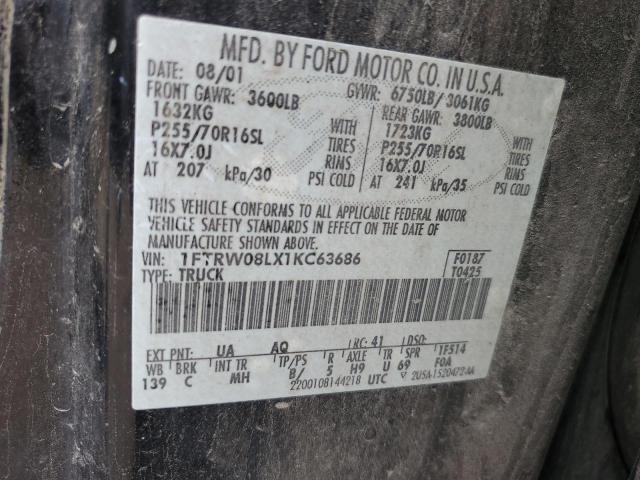 MFD. BY FORD MOTOR CO. IN U.S.A.
DATE: 08/01 GVWR: 6750LB/ 3061KG
FRONT GAWR: 3600LB REAR GAWR: 3800LB
1632KG WITH 1723KG WITH
P255/70R16SL TIRES P255/70R16SL TIRES
16X7.0J RIMS 16X7.0J RIMS
AT 207 kPa/30 PSI COLD AT 241 kPa/35 PSI COLD
THIS VEHICLE CONFORMS TO ALL APPLICABLE FEDERAL MOTOR
VEHICLE SAFETY STANDARDS IN EFFECT ON THE DATE OF
MANUFACTURE SHOWN ABOVE.
VIN: 1FTRW08LX1KC63686 F0187
TYPE: TRUCK T0425
EXT PNT: UA AQ RC: 41 DSO:
WB BRK INT TR TP/PS R AXLE TR SPR 1F514
139 C MH B/ 5 H9 U 69 F0A
2200108144218 UTC